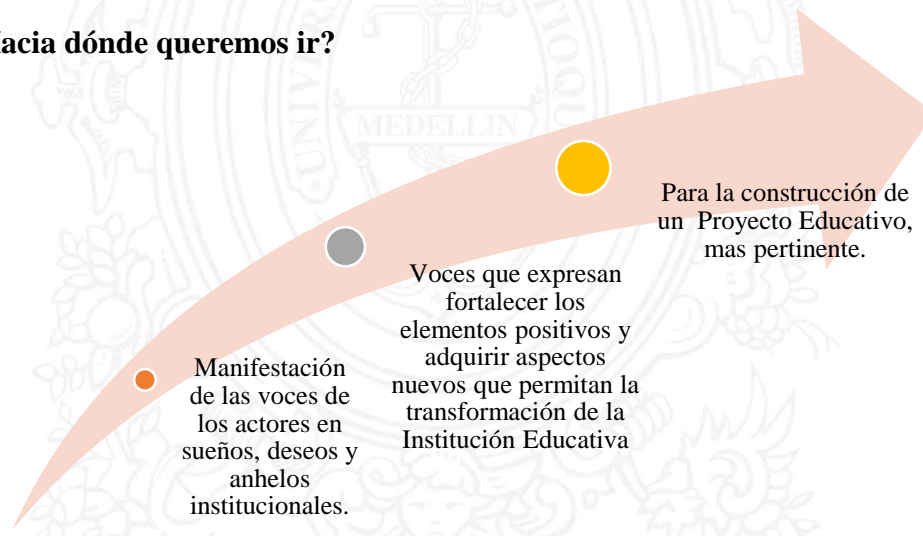 Hacia dónde queremos ir?
MEDELLIN
Para la construcción de
un Proyecto Educativo,
mas pertinente.
Voces que expresan
fortalecer los
elementos positivos y
adquirir aspectos
nuevos que permitan la
transformación de la
Institución Educativa
Manifestación
de las voces de
los actores en
sueños, deseos y
anhelos
institucionales.